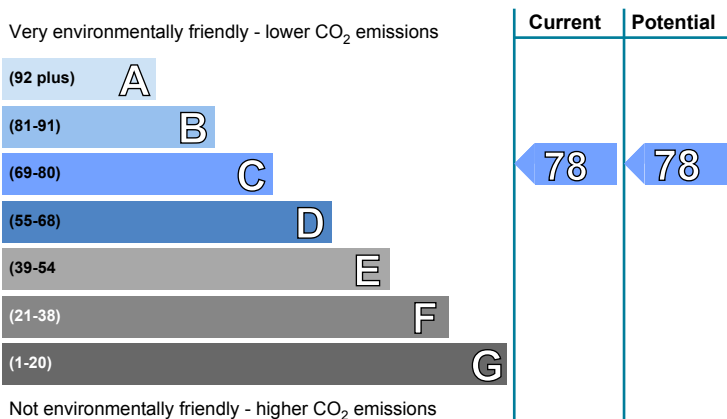 Current Potential
Very environmentally friendly - lower CO2 emissions
(92 plus) A
(81-91) B
(69-80) C 78 78
(55-68) D
(39-54 E
(21-38) F
(1-20) G
Not environmentally friendly - higher CO2 emissions